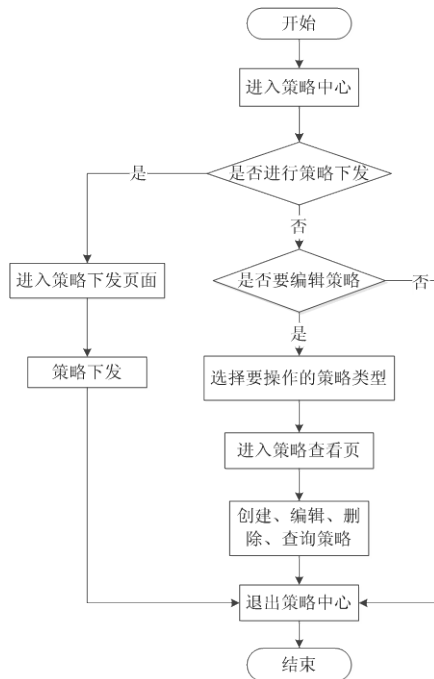 开始
进入策略中心
是否进行策略下发
是
否
进入策略下发页面
是否要编辑策略
否
是
策略下发
选择要操作的策略类型
进入策略查看页
创建、编辑、删
除、查询策略
退出策略中心
结束